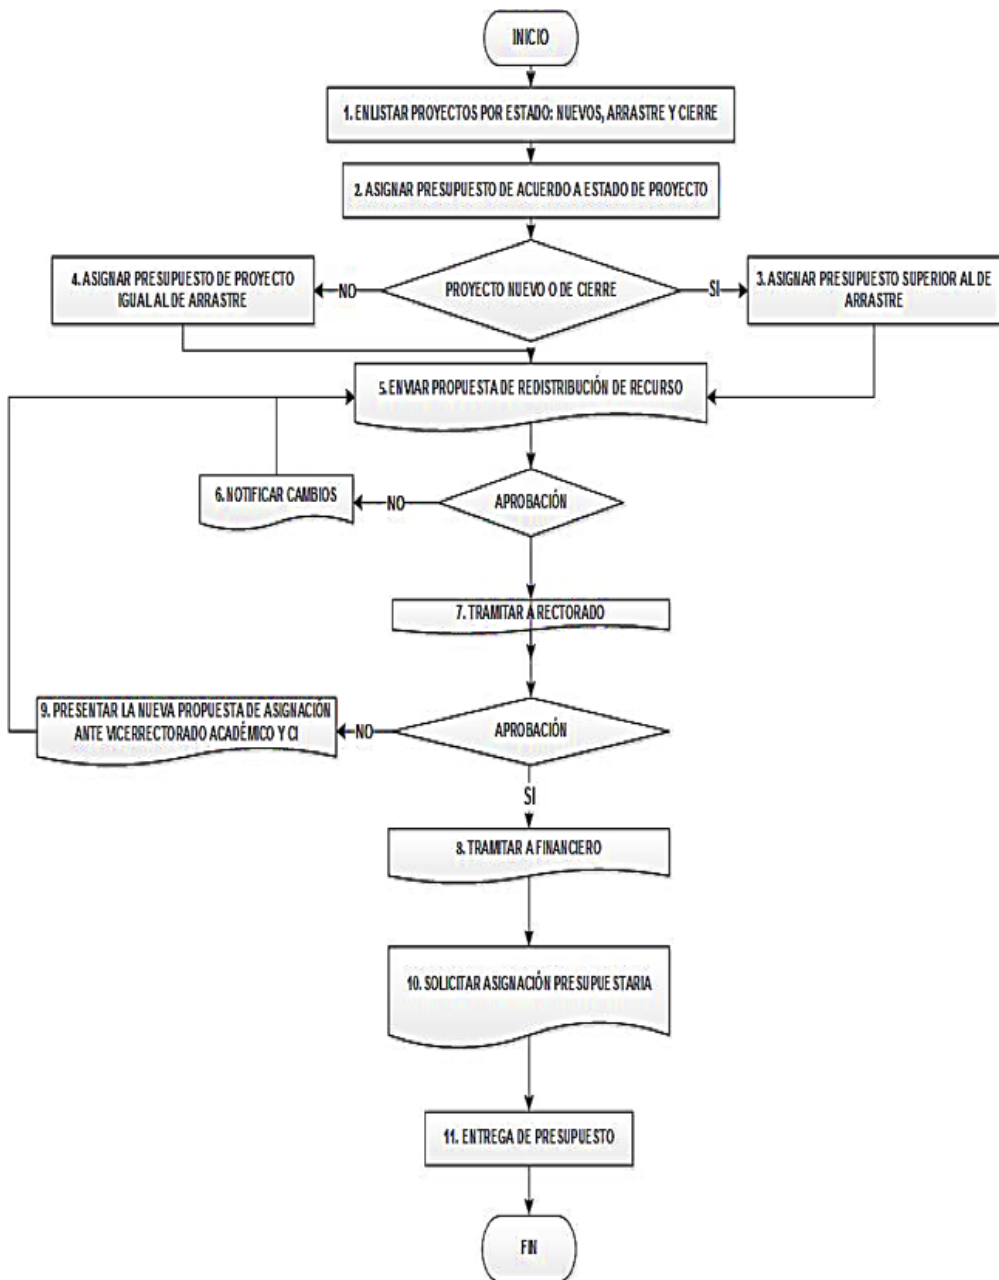 INICIO
1. ENLISTAR PROYECTOS POR ESTADO: NUEVOS, ARRASTRE Y CIERRE
2. ASIGNAR PRESUPUESTO DE ACUERDO A ESTADO DE PROYECTO
4. ASIGNAR PRESUPUESTO DE PROYECTO
IGUAL AL DE ARRASTRE
NO
PROYECTO NUEVO O DE CIERRE
SI
3. ASIGNAR PRESUPUESTO SUPERIOR AL DE
ARRASTRE
5. ENVIAR PROPUESTA DE REDISTRIBUCIÓN DE RECURSO
6. NOTIFICAR CAMBIOS
NO
APROBACIÓN
7. TRAMITAR A RECTORADO
9. PRESENTAR LA NUEVA PROPUESTA DE ASIGNACIÓN
ANTE VICERRECTORADO ACADÉMICO Y CI
NO
APROBACIÓN
SI
8. TRAMITAR A FINANCIERO
10. SOLICITAR ASIGNACIÓN PRESUPUESTARIA
11. ENTREGA DE PRESUPUESTO
FIN